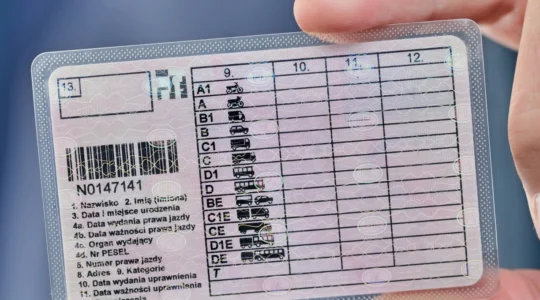 13.
9. 10. 11. 12.
A1
A
B1
B
C1
C
D1
D
BE
C1E
CE
D1E
DE
T
N0147141
1. Nazwisko 2. Imię (imiona)
3. Data i miejsce urodzenia
4a. Data wydania prawa jazdy
4b. Data ważności prawa jazdy
4c. Organ wydający
4d. Nr PESEL
5. Numer prawa jazdy
8. Adres 9. Kategorie
10. Data wydania uprawnienia
11. Data ważności uprawnienia